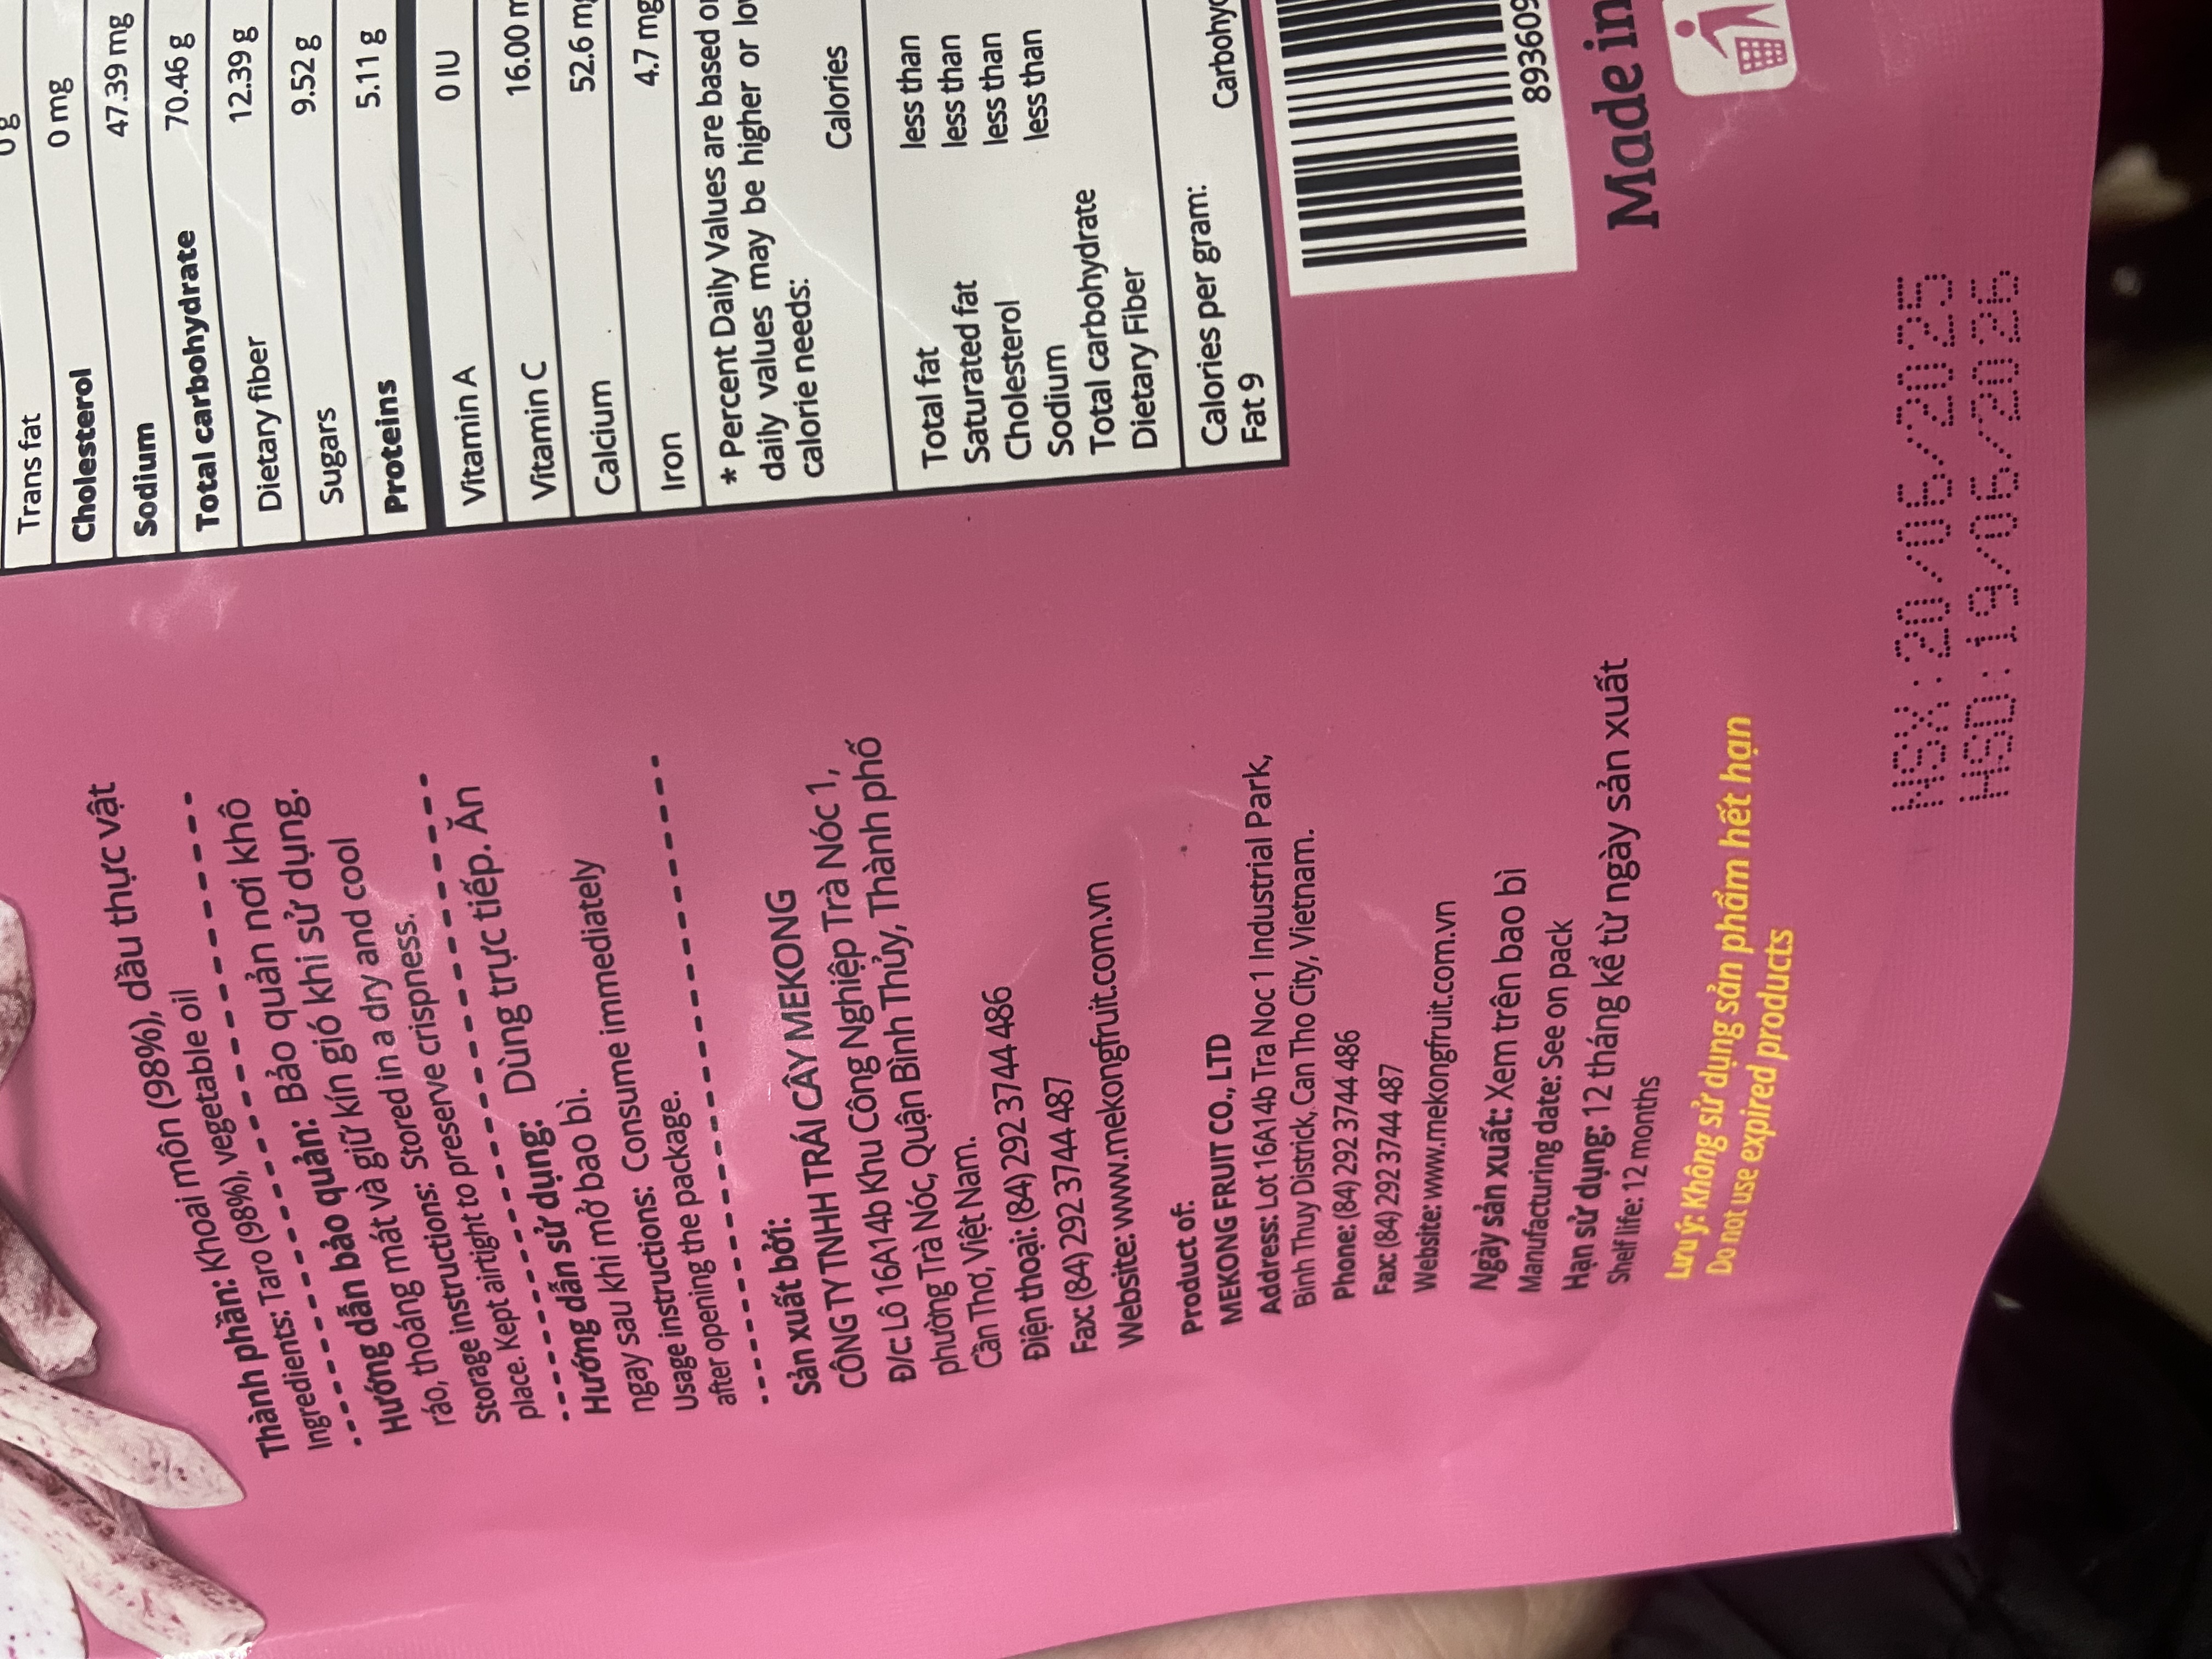 Thành phần: Khoai môn (98%), dầu thực vật
Ingredients: Taro (98%), vegetable oil
Hướng dẫn bảo quản: Bảo quản nơi khô
ráo, thoáng mát và giữ kín gió khi sử dụng.
Storage instructions: Stored in a dry and cool
place. Kept airtight to preserve crispness.
Hướng dẫn sử dụng: Dùng trực tiếp. Ăn
ngay sau khi mở bao bì.
Usage instructions: Consume immediately
after opening the package.
Sản xuất bởi:
CÔNG TY TNHH TRÁI CÂY MEKONG
Đ/c: Lô 16A14b Khu Công Nghiệp Trà Nóc 1,
phường Trà Nóc, Quận Bình Thủy, Thành phố
Cần Thơ, Việt Nam.
Điện thoại: (84) 292 3744 486
Fax: (84) 292 3744 487
Website: www.mekongfruit.com.vn
Product of:
MEKONG FRUIT CO., LTD
Address: Lot 16A14b Tra Noc 1 Industrial Park,
Binh Thuy Districk, Can Tho City, Vietnam.
Phone: (84) 292 3744 486
Fax: (84) 292 3744 487
Website: www.mekongfruit.com.vn
Ngày sản xuất: Xem trên bao bì
Manufacturing date: See on pack
Hạn sử dụng: 12 tháng kể từ ngày sản xuất
Shelf life: 12 months
Lưu ý: Không sử dụng sản phẩm hết hạn
Do not use expired products
NSX:20/06/2025
HSD:19/06/2026
Trans fat 0 g
Cholesterol 0 mg
Sodium 47.39 mg
Total carbohydrate 70.46 g
Dietary fiber 12.39 g
Sugars 9.52 g
Proteins 5.11 g
Vitamin A 0 IU
Vitamin C 16.00
Calcium 52.6
Iron 4.7 mg
* Percent Daily Values are based
daily values may be higher or
calorie needs:
Calories
Total fat less than
Saturated fat less than
Cholesterol less than
Sodium less than
Total carbohydrate
Dietary Fiber
Calories per gram:
Fat 9
893609
Made in